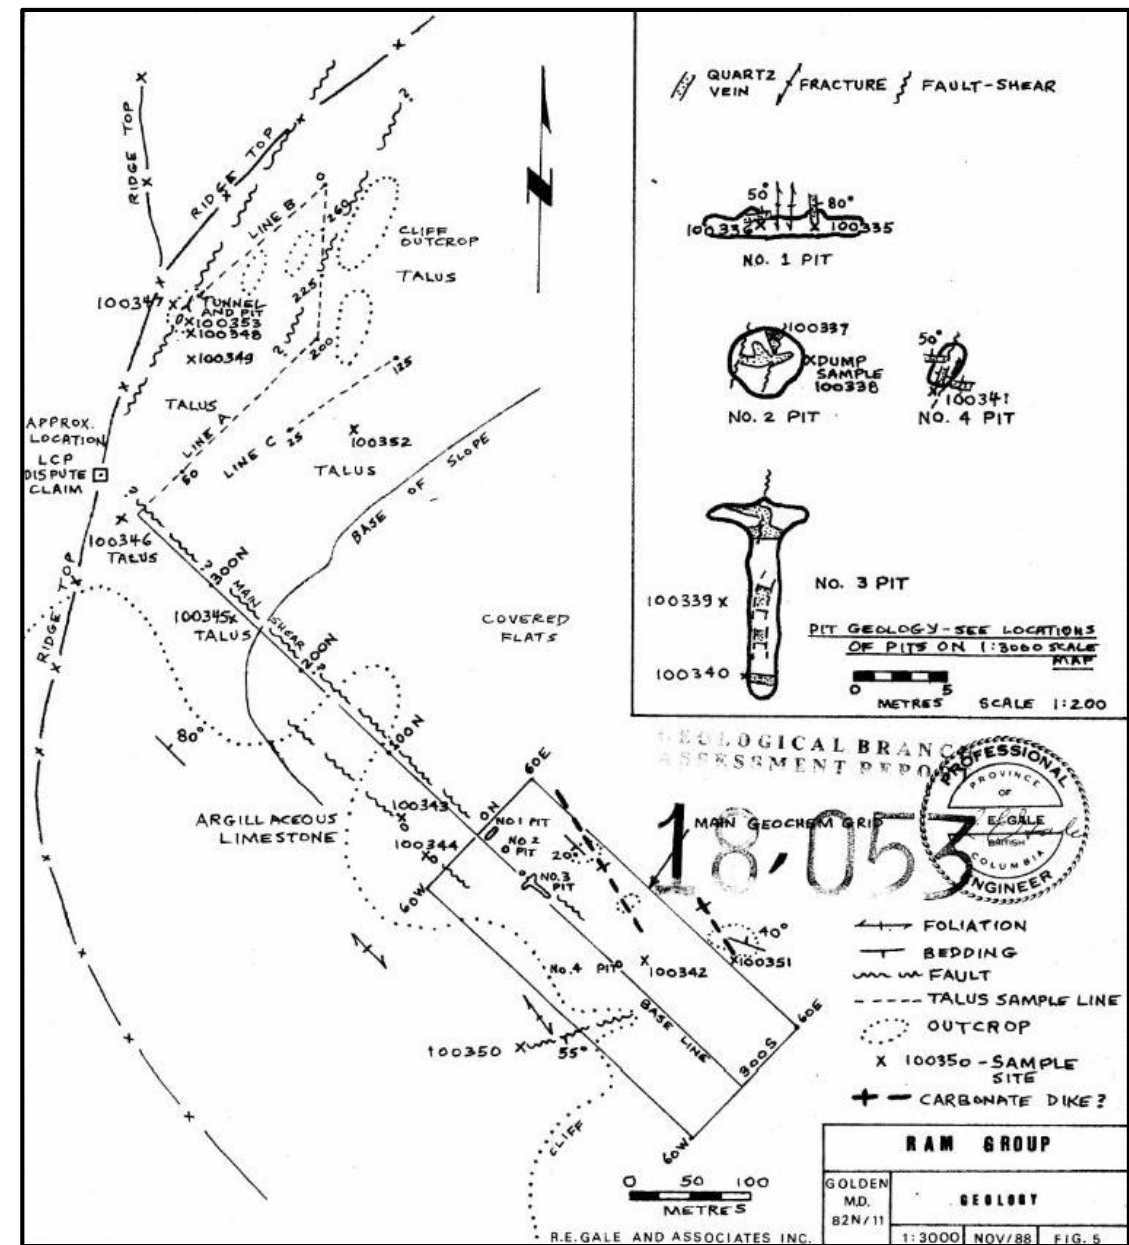 QUARTZ
VEIN
FRACTURE
FAULT-SHEAR
50°
80°
100336
100335
NO. 1 PIT
100337
DUMP
SAMPLE
100338
NO. 2 PIT
50°
100341
NO. 4 PIT
NO. 3 PIT
100339 X
100340
PIT GEOLOGY-SEE LOCATIONS
OF PITS ON 1:3000 SCALE
MAP
0 5
METRES SCALE 1:200
RIDGE TOP
RIDGE TOP
N
?
LINE B
0
260
CLIFF
OUTCROP
TALUS
225
100347 X
TUNNEL
AND PIT
X100353
X100348
X100349
?
200
125
TALUS
LINE A
50
LINE C
25
X
100352
TALUS
APPROX.
LOCATION
LCP
DISPUTE
CLAIM
BASE OF SLOPE
?
X
100346
TALUS
?
300N
MAIN
SHEAR
100345X
TALUS
200N
?
RIDGE TOP
COVERED
FLATS
100N
80°
ARGILLACEOUS
LIMESTONE
100343
100344
ON
60E
60W
NO.1 PIT
NO.2
PIT
NO.3
PIT
20°
MAIN GEOCHEM GRID
40°
X100351
No.4 PIT
X
100342
BASE LINE
60E
300S
60W
100350 X
55°
CLIFF
GEOLOGICAL BRANCH
ASSESSMENT REPORT
18,053
PROFESSIONAL
PROVINCE
OF
E. GALE
BRITISH
COLUMBIA
ENGINEER
FOLIATION
BEDDING
FAULT
TALUS SAMPLE LINE
OUTCROP
X 100350 - SAMPLE
SITE
CARBONATE DIKE?
0 50 100
METRES
R.E.GALE AND ASSOCIATES INC.
RAM GROUP
GOLDEN
M.D.
82N/11
GEOLOGY
1:3000 NOV/88 FIG. 5